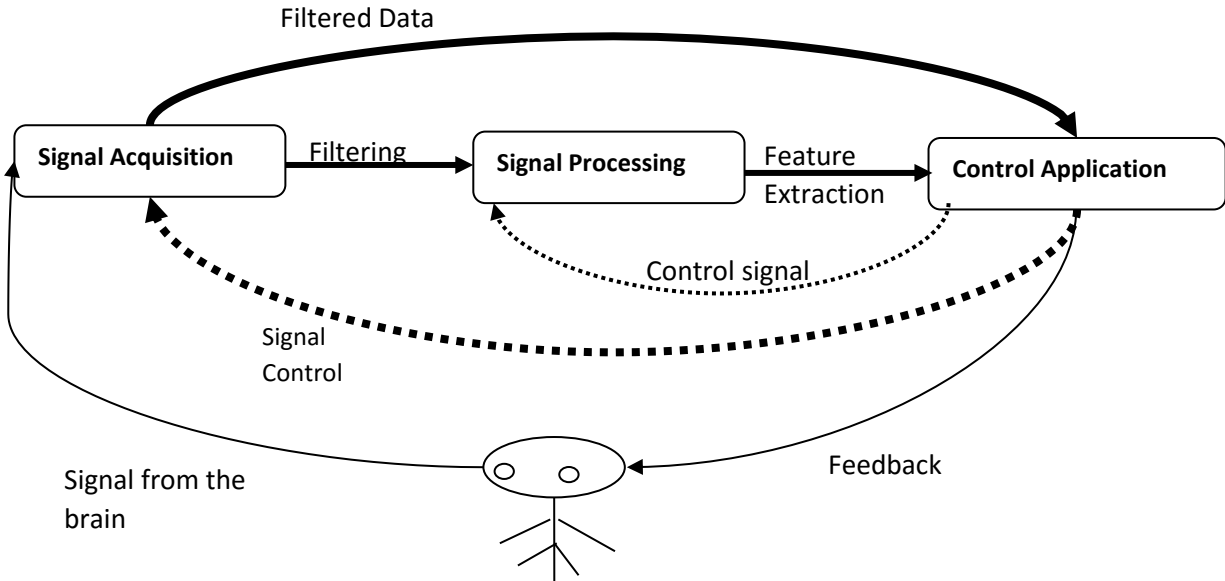 Filtered Data
Signal Acquisition
Filtering
Signal Processing
Feature
Extraction
Control Application
Control signal
Signal
Control
Signal from the
brain
Feedback